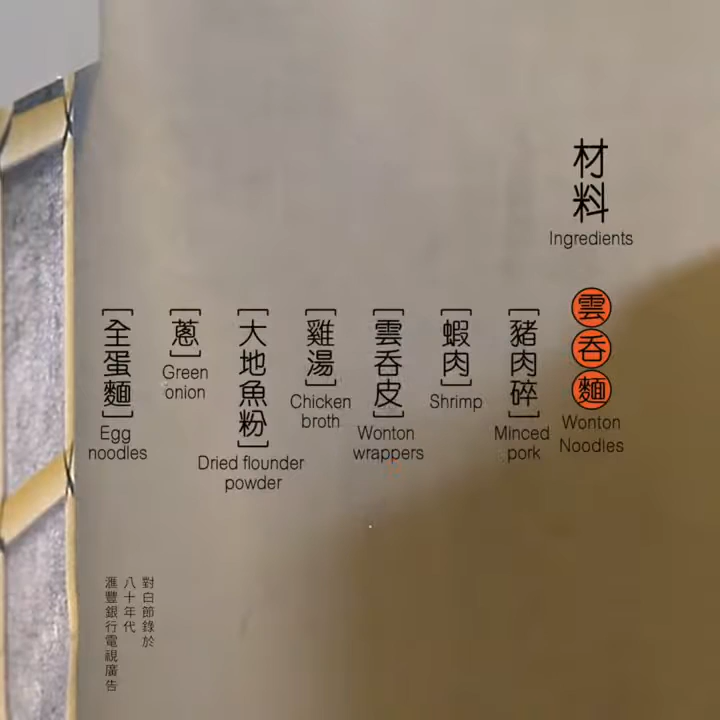 材料
Ingredients
雲呑麵
Wonton
Noodles
豬肉碎
Minced
pork
蝦肉
Shrimp
雲呑皮
Wonton
wrappers
雞湯
Chicken
broth
大地魚粉
Dried flounder
powder
蔥
Green
onion
全蛋麵
Egg
noodles
對白節錄於
八十年代
滙豐銀行電視廣告